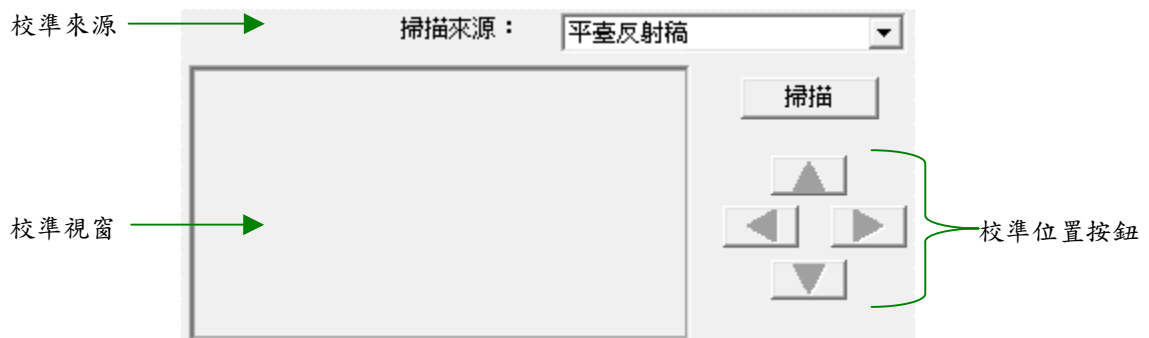 校準來源
掃描來源：
平臺反射稿
掃描
校準視窗
校準位置按鈕